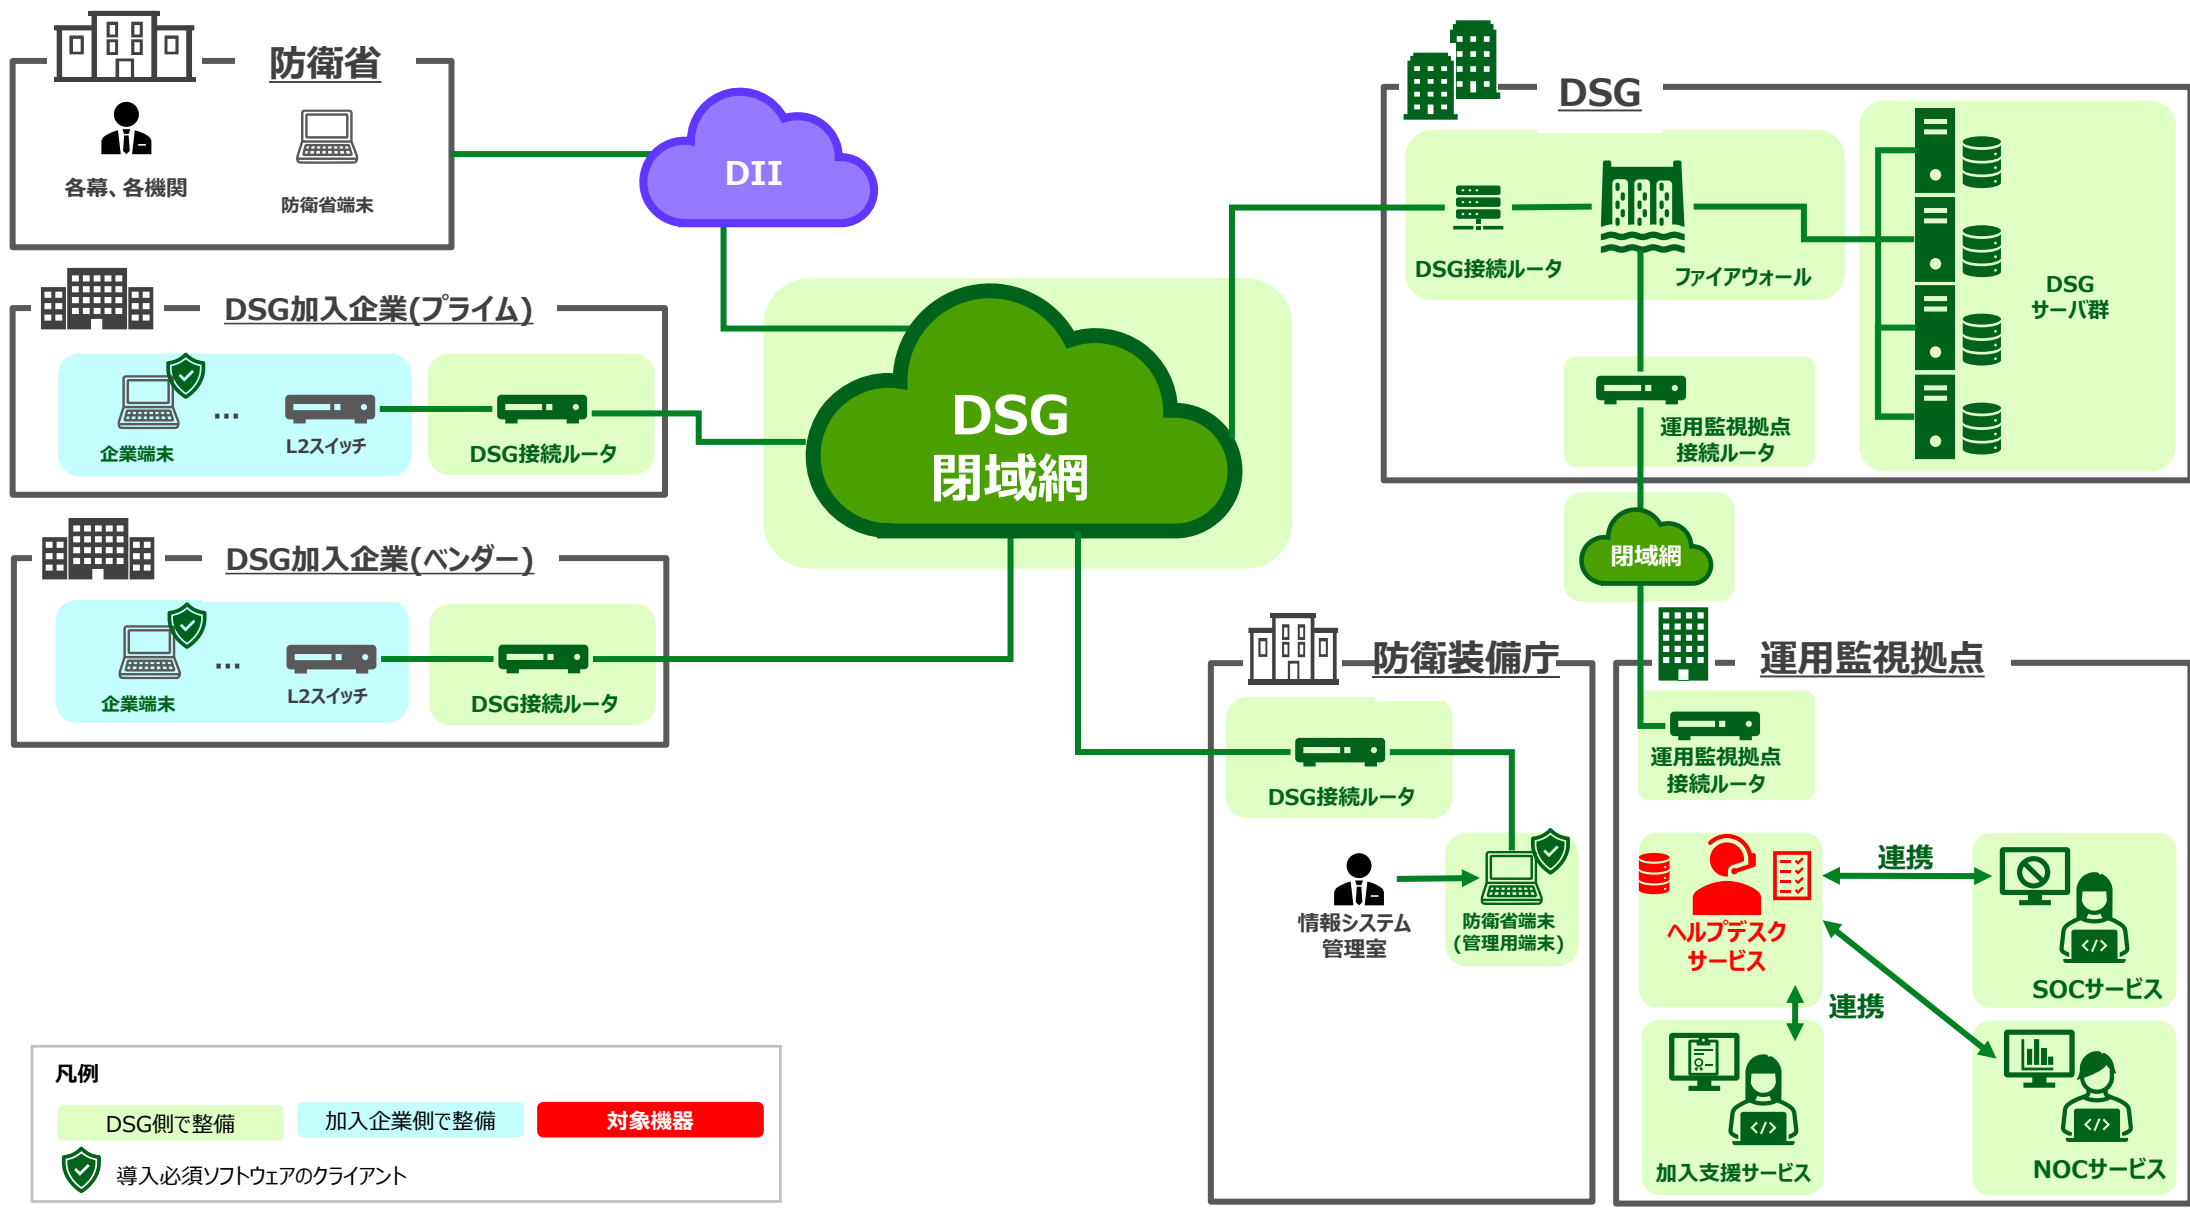 防衛省
各幕、各機関
防衛省端末
DII
DSG加入企業(プライム)
企業端末
...
L2スイッチ
DSG接続ルータ
DSG加入企業(ベンダー)
企業端末
...
L2スイッチ
DSG接続ルータ
DSG
閉域網
DSG
DSG接続ルータ
ファイアウォール
DSG
サーバ群
運用監視拠点
接続ルータ
閉域網
防衛装備庁
DSG接続ルータ
情報システム
管理室
防衛省端末
(管理用端末)
運用監視拠点
運用監視拠点
接続ルータ
ヘルプデスク
サービス
連携
SOCサービス
連携
加入支援サービス
NOCサービス
凡例
DSG側で整備
加入企業側で整備
対象機器
導入必須ソフトウェアのクライアント